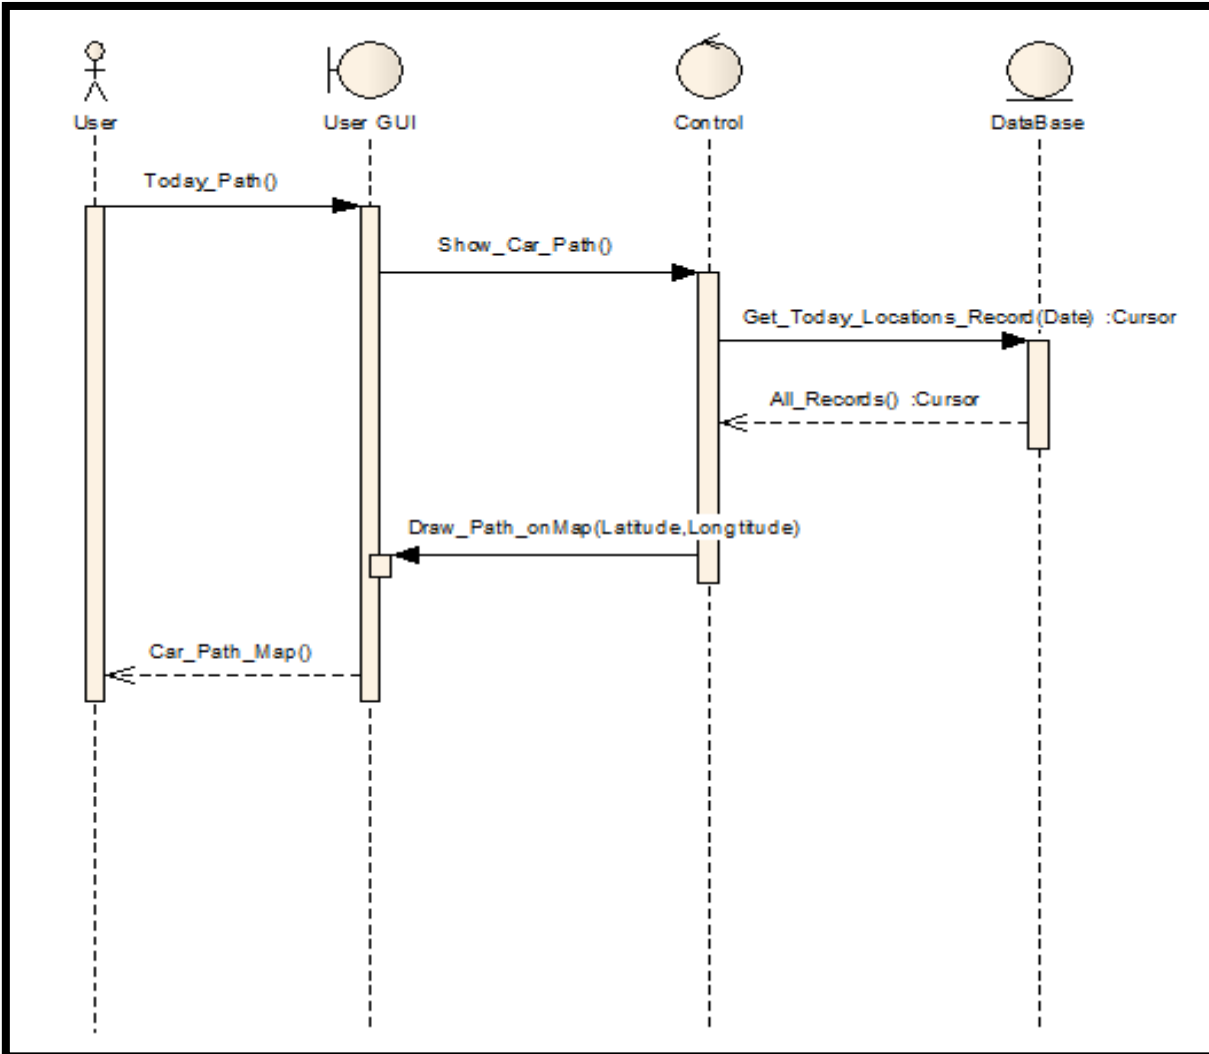 User
User GUI
Control
DataBase
Today_Path()
Show_Car_Path()
Get_Today_Locations_Record(Date) :Cursor
All_Records() :Cursor
Draw_Path_onMap(Latitude,Longtitude)
Car_Path_Map()